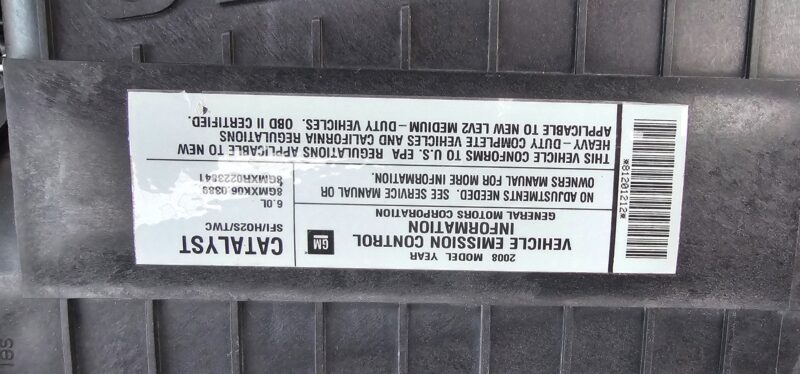 2008 MODEL YEAR
VEHICLE EMISSION CONTROL
INFORMATION
GENERAL MOTORS CORPORATION
GM
CATALYST
SFI/HO2S/TWC
NO ADJUSTMENTS NEEDED. SEE SERVICE MANUAL OR
OWNERS MANUAL FOR MORE INFORMATION.
6.0L
8GMXK06.0389
8GMXR0223541
THIS VEHICLE CONFORMS TO U.S. EPA REGULATIONS APPLICABLE TO NEW
HEAVY-DUTY COMPLETE VEHICLES AND CALIFORNIA REGULATIONS
APPLICABLE TO NEW LEV2 MEDIUM-DUTY VEHICLES. OBD II CERTIFIED.
*81201212*